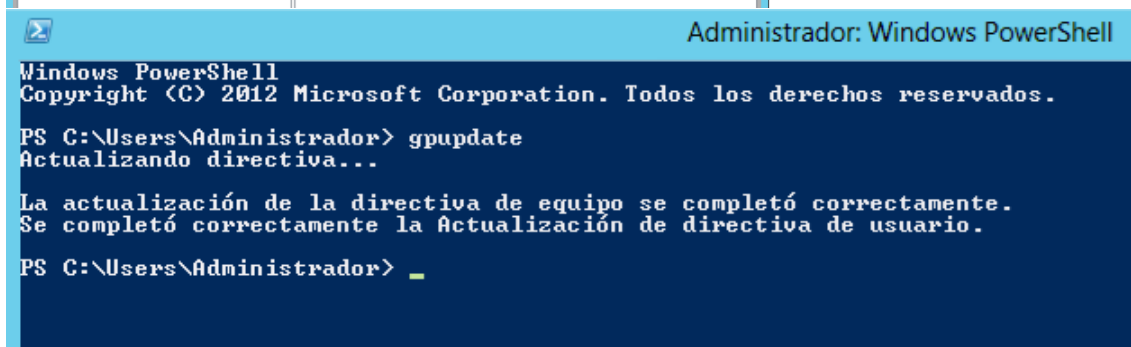 Administrador: Windows PowerShell
Windows PowerShell
Copyright (C) 2012 Microsoft Corporation. Todos los derechos reservados.
PS C:\Users\Administrador> gpupdate
Actualizando directiva...
La actualización de la directiva de equipo se completó correctamente.
Se completó correctamente la Actualización de directiva de usuario.
PS C:\Users\Administrador> _